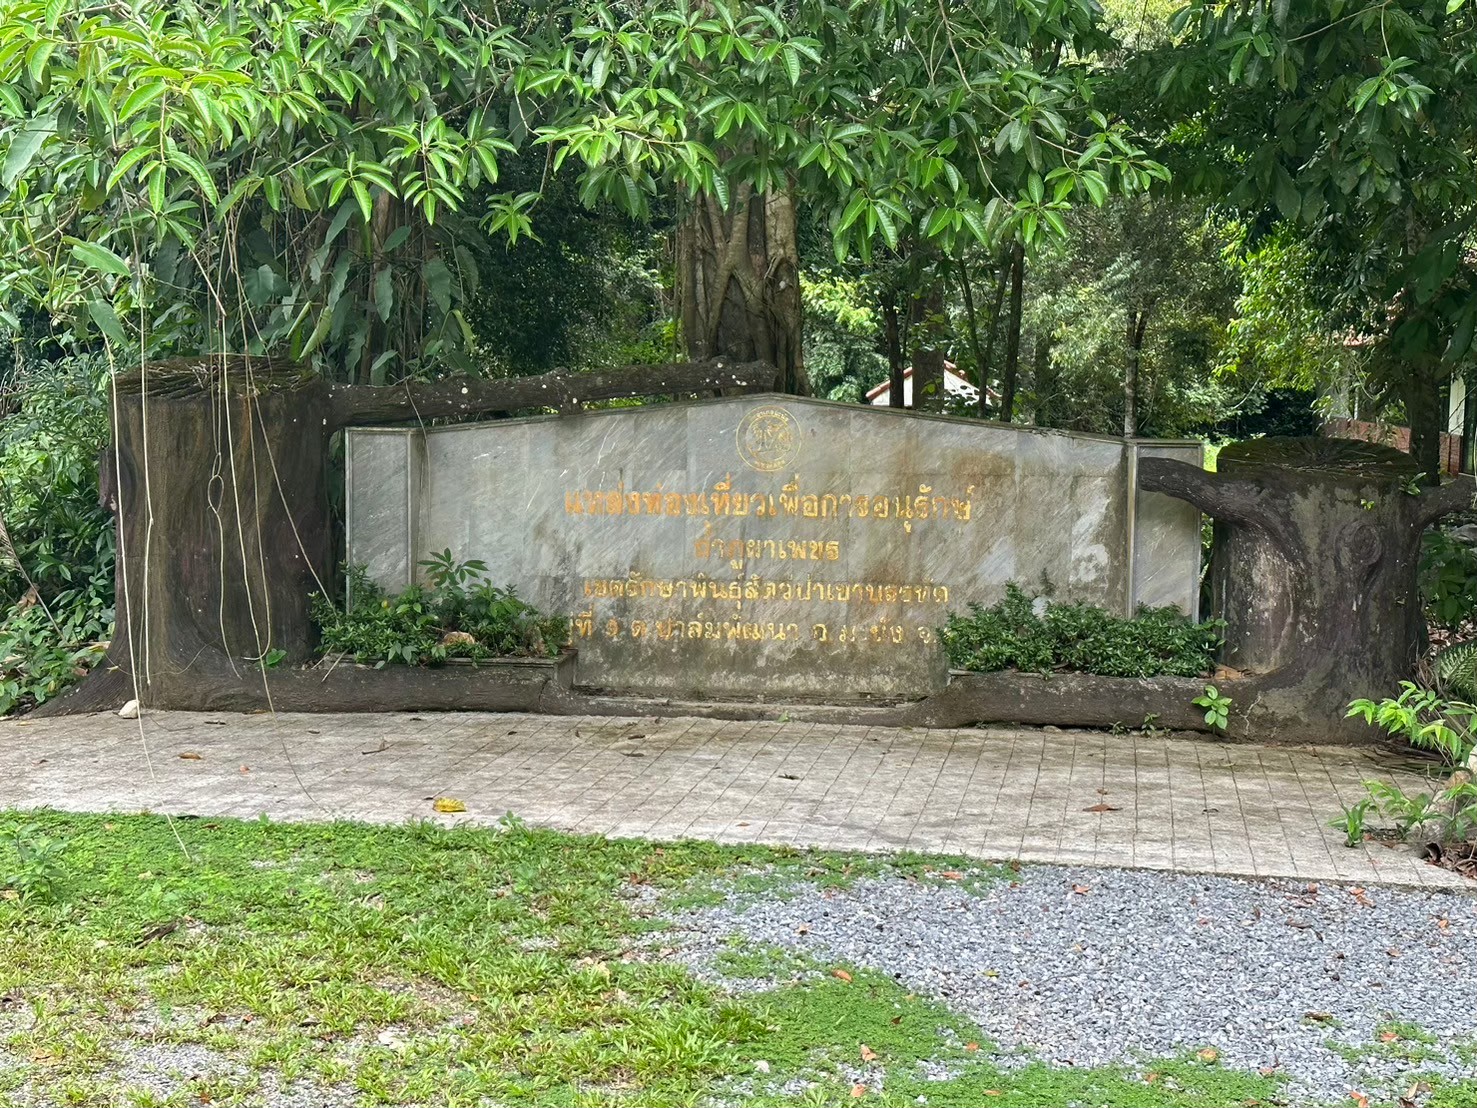 แหล่งท่องเที่ยวเพื่อการอนุรักษ์
ถ้ำภูผาเพชร
เขตรักษาพันธุ์สัตว์ป่าเขาบรรทัด
ที่ ๑ ต.ปาล์มพัฒนา อ.มะนัง จ.